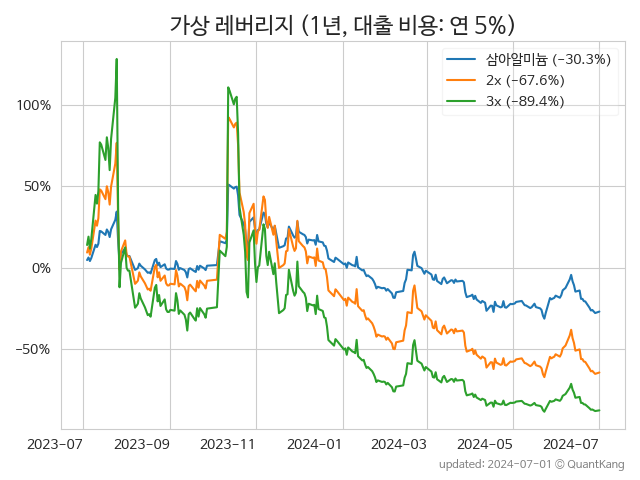 가상 레버리지 (1년, 대출 비용: 연 5%)
삼아알미늄 (-30.3%)
2x (-67.6%)
3x (-89.4%)
100%
50%
0%
−50%
2023-07 2023-09 2023-11 2024-01 2024-03 2024-05 2024-07
updated: 2024-07-01 © QuantKang